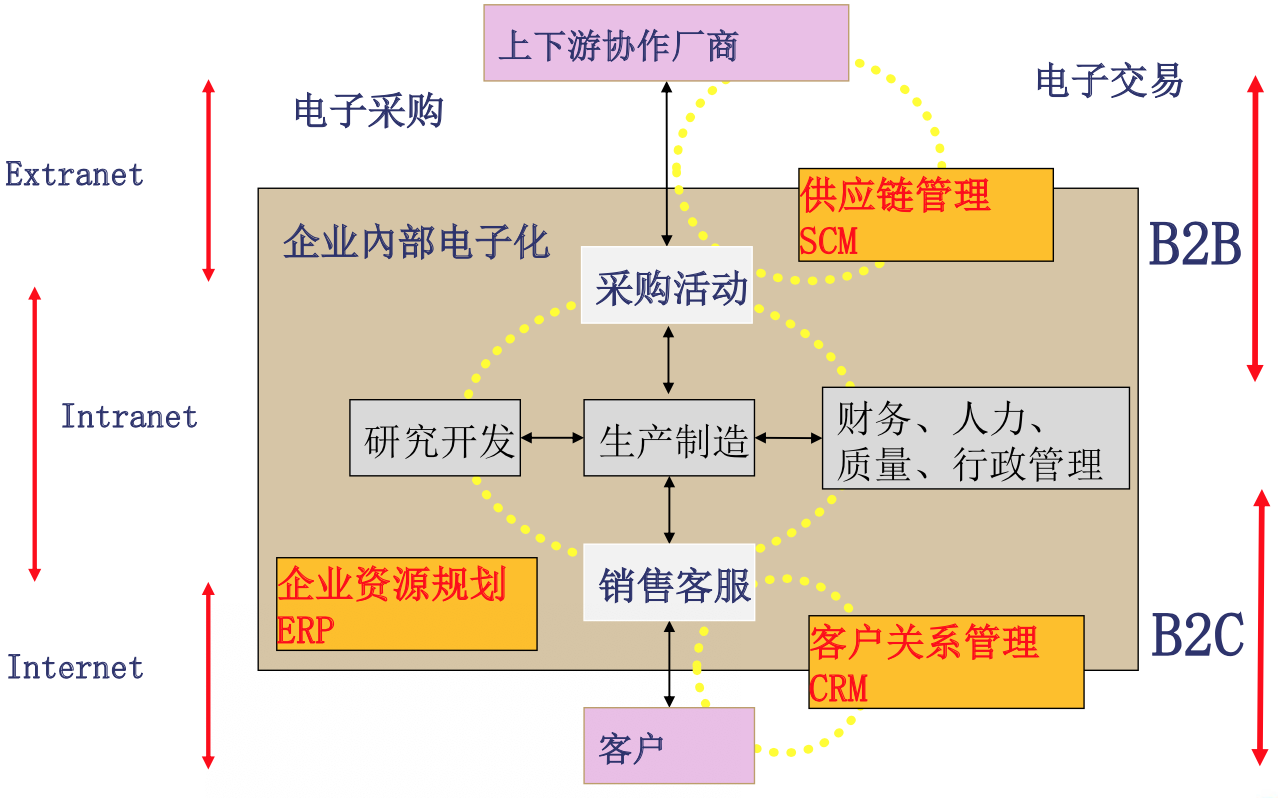 上下游协作厂商
电子交易
电子采购
Extranet
供应链管理
SCM
企业內部电子化
B2B
采购活动
Intranet
研究开发
生产制造
财务、人力、
质量、行政管理
企业资源规划
ERP
销售客服
客户关系管理
CRM
B2C
Internet
客户